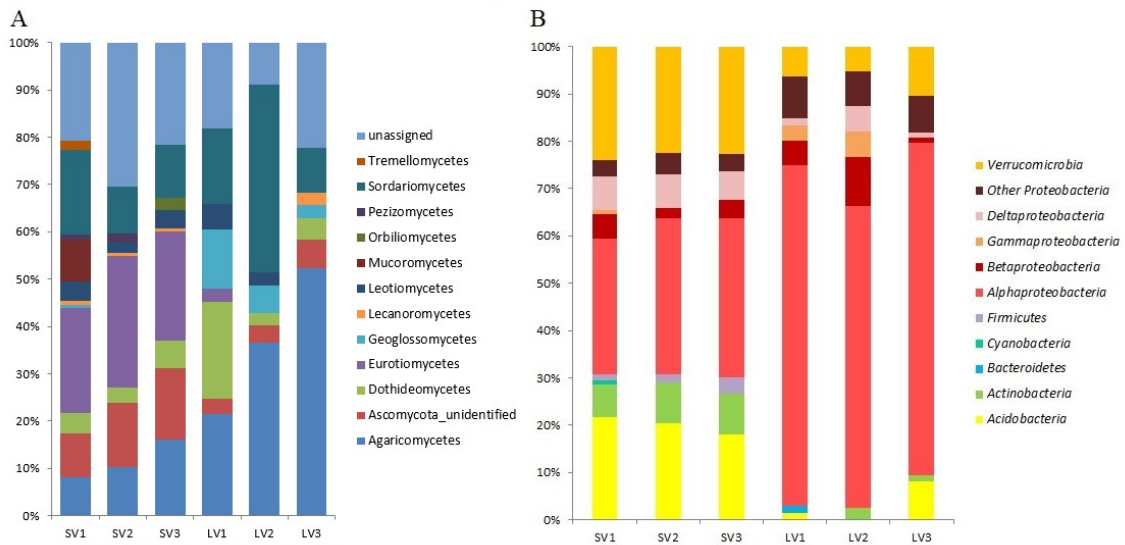 A
100%
90%
80%
70%
60%
50%
40%
30%
20%
10%
0%
SV1 SV2 SV3 LV1 LV2 LV3
unassigned
Tremellomycetes
Sordariomycetes
Pezizomycetes
Orbiliomycetes
Mucoromycetes
Leotiomycetes
Lecanoromycetes
Geoglossomycetes
Eurotiomycetes
Dothideomycetes
Ascomycota_unidentified
Agaricomycetes
B
100%
90%
80%
70%
60%
50%
40%
30%
20%
10%
0%
SV1 SV2 SV3 LV1 LV2 LV3
Verrucomicrobia
Other Proteobacteria
Deltaproteobacteria
Gammaproteobacteria
Betaproteobacteria
Alphaproteobacteria
Firmicutes
Cyanobacteria
Bacteroidetes
Actinobacteria
Acidobacteria